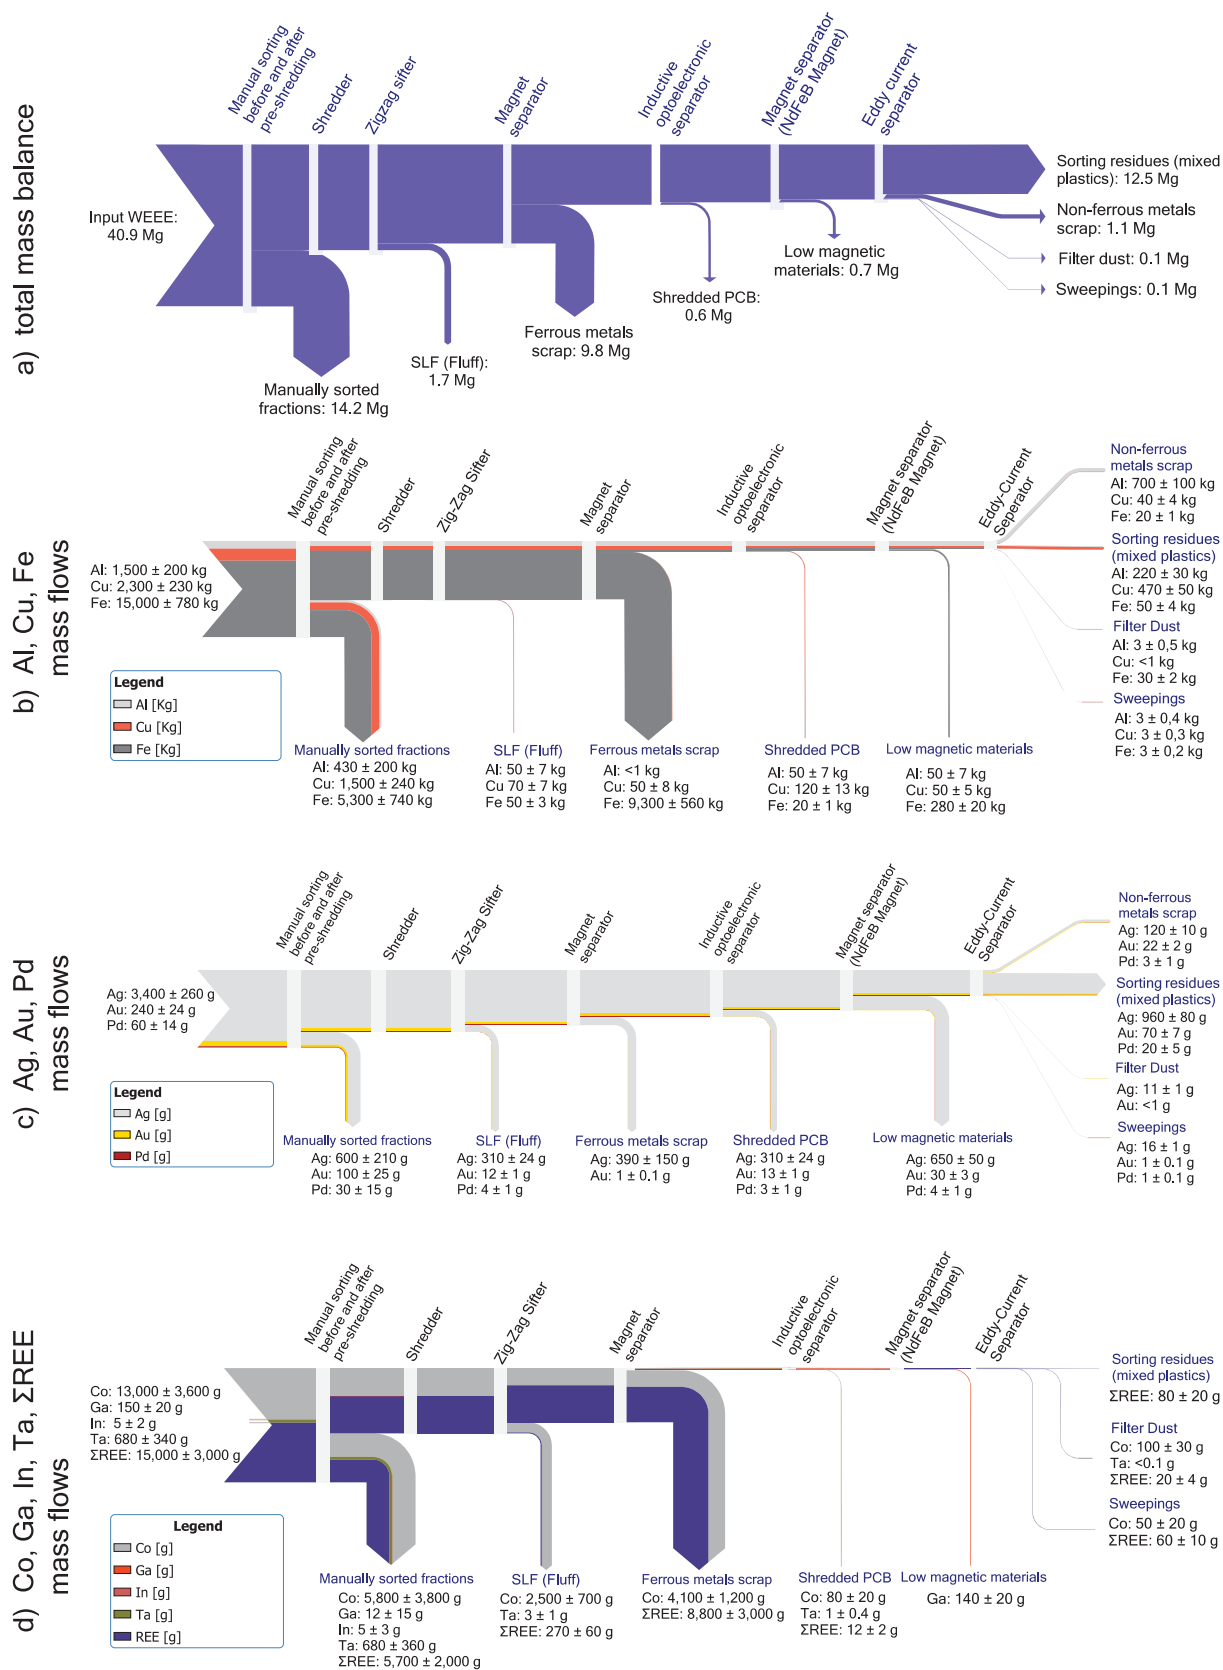 a) total mass balance
Manual sorting
before and after
pre-shredding
Shredder
Zigzag sifter
Magnet
separator
Inductive
optoelectronic
separator
Magnet separator
(NdFeB Magnet)
Eddy current
separator
Input WEEE:
40.9 Mg
Sorting residues (mixed
plastics): 12.5 Mg
Non-ferrous metals
scrap: 1.1 Mg
Filter dust: 0.1 Mg
Sweepings: 0.1 Mg
Low magnetic
materials: 0.7 Mg
Shredded PCB:
0.6 Mg
Ferrous metals
scrap: 9.8 Mg
SLF (Fluff):
1.7 Mg
Manually sorted
fractions: 14.2 Mg
b) Al, Cu, Fe
mass flows
Manual sorting
before and after
pre-shredding
Shredder
Zig-Zag Sifter
Magnet
separator
Inductive
optoelectronic
separator
Magnet separator
(NdFeB Magnet)
Eddy-Current
Seperator
Al: 1,500 ± 200 kg
Cu: 2,300 ± 230 kg
Fe: 15,000 ± 780 kg
Legend
Al [Kg]
Cu [Kg]
Fe [Kg]
Non-ferrous
metals scrap
Al: 700 ± 100 kg
Cu: 40 ± 4 kg
Fe: 20 ± 1 kg
Sorting residues
(mixed plastics)
Al: 220 ± 30 kg
Cu: 470 ± 50 kg
Fe: 50 ± 4 kg
Filter Dust
Al: 3 ± 0,5 kg
Cu: <1 kg
Fe: 30 ± 2 kg
Sweepings
Al: 3 ± 0,4 kg
Cu: 3 ± 0,3 kg
Fe: 3 ± 0,2 kg
Manually sorted fractions
Al: 430 ± 200 kg
Cu: 1,500 ± 240 kg
Fe: 5,300 ± 740 kg
SLF (Fluff)
Al: 50 ± 7 kg
Cu 70 ± 7 kg
Fe 50 ± 3 kg
Ferrous metals scrap
Al: <1 kg
Cu: 50 ± 8 kg
Fe: 9,300 ± 560 kg
Shredded PCB
Al: 50 ± 7 kg
Cu: 120 ± 13 kg
Fe: 20 ± 1 kg
Low magnetic materials
Al: 50 ± 7 kg
Cu: 50 ± 5 kg
Fe: 280 ± 20 kg
c) Ag, Au, Pd
mass flows
Manual sorting
before and after
pre-shredding
Shredder
Zig-Zag Sifter
Magnet
separator
Inductive
optoelectronic
separator
Magnet separator
(NdFeB Magnet)
Eddy-Current
Separator
Ag: 3,400 ± 260 g
Au: 240 ± 24 g
Pd: 60 ± 14 g
Legend
Ag [g]
Au [g]
Pd [g]
Non-ferrous
metals scrap
Ag: 120 ± 10 g
Au: 22 ± 2 g
Pd: 3 ± 1 g
Sorting residues
(mixed plastics)
Ag: 960 ± 80 g
Au: 70 ± 7 g
Pd: 20 ± 5 g
Filter Dust
Ag: 11 ± 1 g
Au: <1 g
Sweepings
Ag: 16 ± 1 g
Au: 1 ± 0.1 g
Pd: 1 ± 0.1 g
Manually sorted fractions
Ag: 600 ± 210 g
Au: 100 ± 25 g
Pd: 30 ± 15 g
SLF (Fluff)
Ag: 310 ± 24 g
Au: 12 ± 1 g
Pd: 4 ± 1 g
Ferrous metals scrap
Ag: 390 ± 150 g
Au: 1 ± 0.1 g
Shredded PCB
Ag: 310 ± 24 g
Au: 13 ± 1 g
Pd: 3 ± 1 g
Low magnetic materials
Ag: 650 ± 50 g
Au: 30 ± 3 g
Pd: 4 ± 1 g
d) Co, Ga, In, Ta, ΣREE
mass flows
Manual sorting
before and after
pre-shredding
Shredder
Zig-Zag Sifter
Magnet
separator
Inductive
optoelectronic
separator
Magnet separator
(NdFeB Magnet)
Eddy-Current
Separator
Co: 13,000 ± 3,600 g
Ga: 150 ± 20 g
In: 5 ± 2 g
Ta: 680 ± 340 g
ΣREE: 15,000 ± 3,000 g
Legend
Co [g]
Ga [g]
In [g]
Ta [g]
REE [g]
Sorting residues
(mixed plastics)
ΣREE: 80 ± 20 g
Filter Dust
Co: 100 ± 30 g
Ta: <0.1 g
ΣREE: 20 ± 4 g
Sweepings
Co: 50 ± 20 g
ΣREE: 60 ± 10 g
Manually sorted fractions
Co: 5,800 ± 3,800 g
Ga: 12 ± 15 g
In: 5 ± 3 g
Ta: 680 ± 360 g
ΣREE: 5,700 ± 2,000 g
SLF (Fluff)
Co: 2,500 ± 700 g
Ta: 3 ± 1 g
ΣREE: 270 ± 60 g
Ferrous metals scrap
Co: 4,100 ± 1,200 g
ΣREE: 8,800 ± 3,000 g
Shredded PCB
Co: 80 ± 20 g
Ta: 1 ± 0.4 g
ΣREE: 12 ± 2 g
Low magnetic materials
Ga: 140 ± 20 g